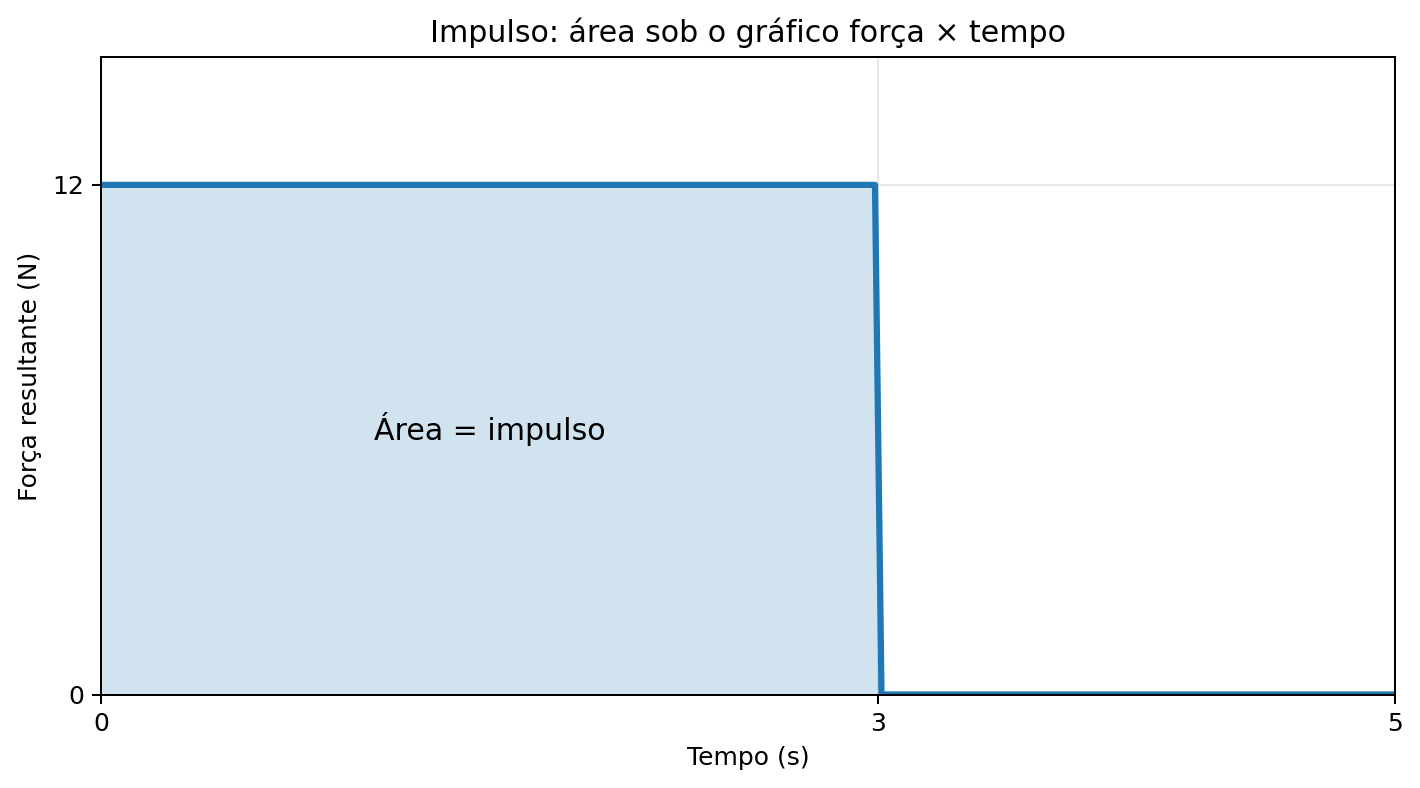 Impulso: área sob o gráfico força × tempo
12
Força resultante (N)
Área = impulso
0
0 3 5
Tempo (s)